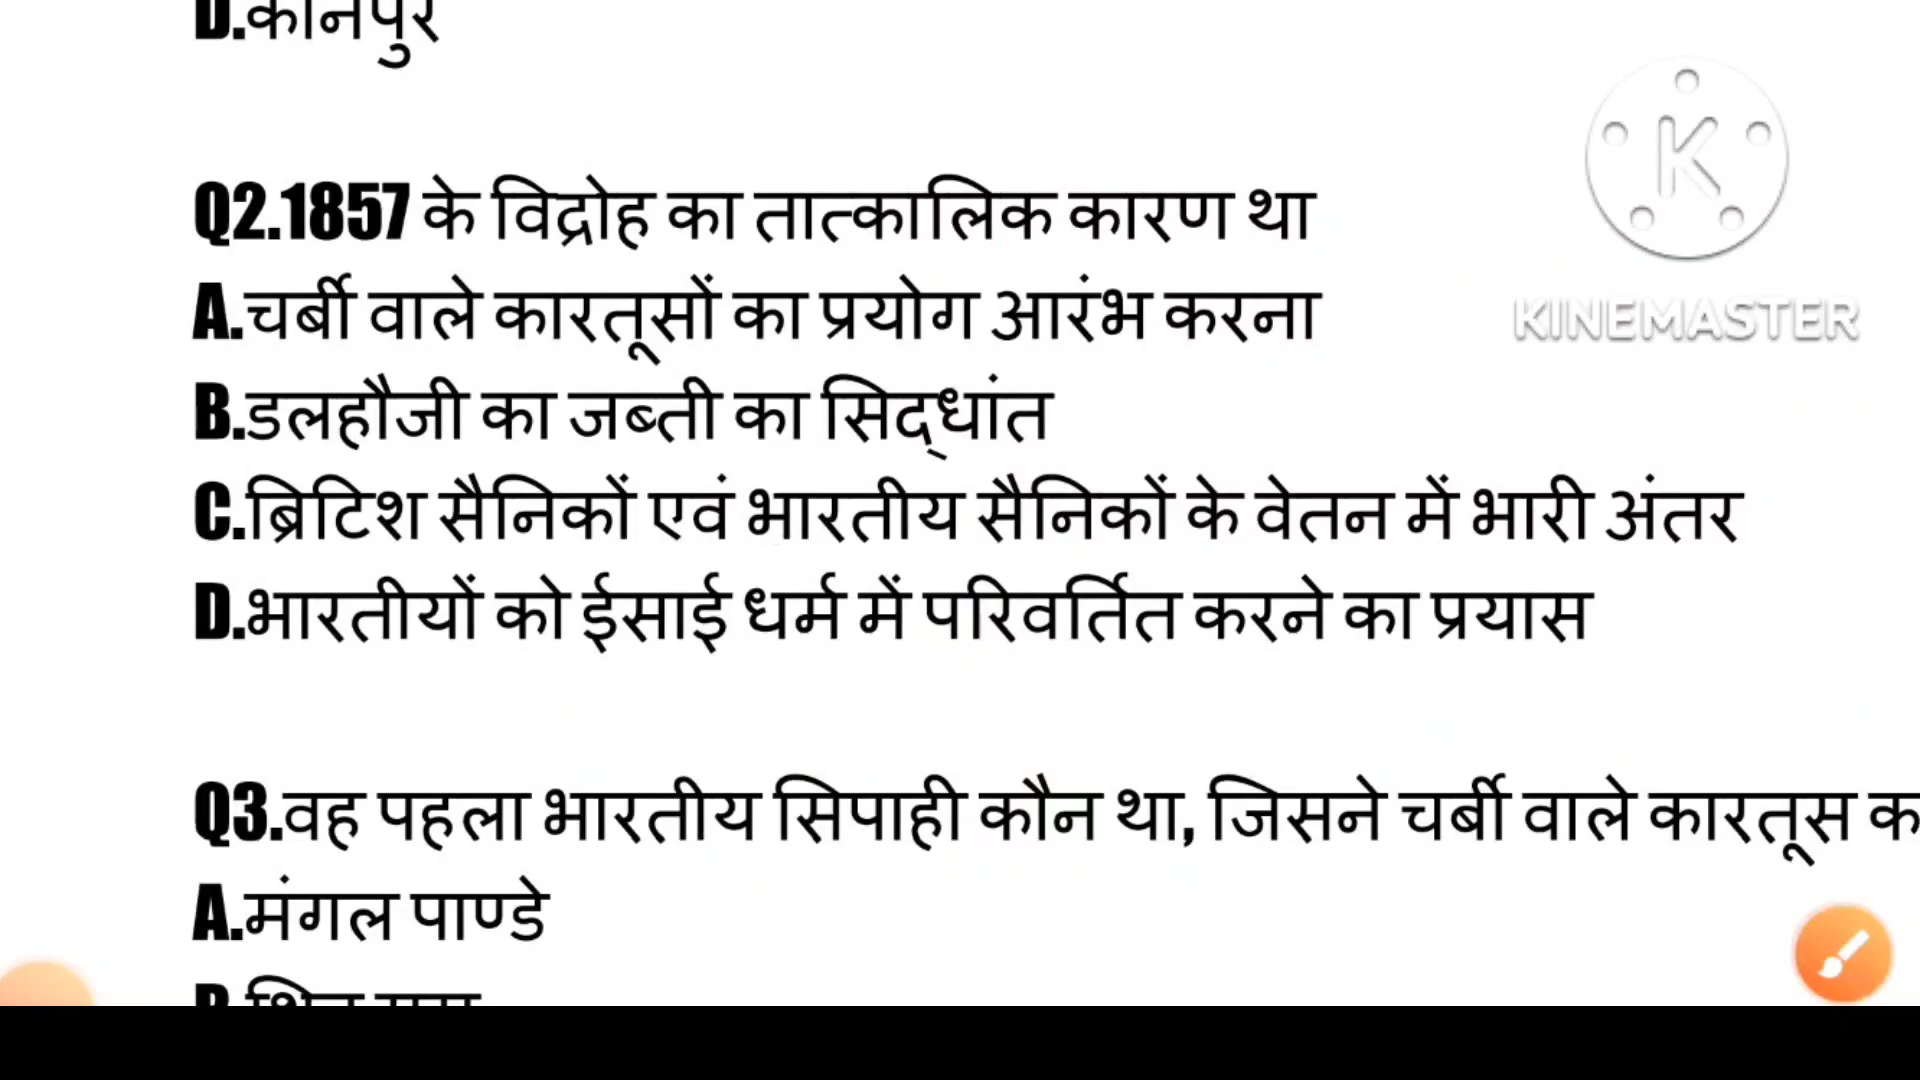 D.कानपुर
Q2.1857 के विद्रोह का तात्कालिक कारण था
A.चर्बी वाले कारतूसों का प्रयोग आरंभ करना
B.डलहौजी का जब्ती का सिद्धांत
C.ब्रिटिश सैनिकों एवं भारतीय सैनिकों के वेतन में भारी अंतर
D.भारतीयों को ईसाई धर्म में परिवर्तित करने का प्रयास
Q3.वह पहला भारतीय सिपाही कौन था, जिसने चर्बी वाले कारतूस
A.मंगल पाण्डे
K
KINEMASTER